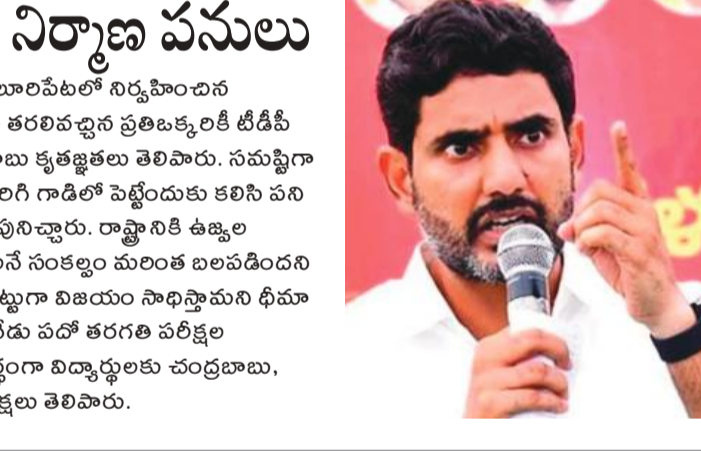 నిర్మాణ పనులు
లూరిపేటలో నిర్వహించిన
తరలివచ్చిన ప్రతిఒక్కరికీ టీడీపీ
బు కృతజ్ఞతలు తెలిపారు. సమష్టిగా
రిగి గాడిలో పెట్టేందుకు కలిసి పని
పునిచ్చారు. రాష్ట్రానికి ఉజ్వల
నే సంకల్పం మరింత బలపడిందని
ట్టుగా విజయం సాధిస్తామని ధీమా
నేడు పదో తరగతి పరీక్షల
ర్థంగా విద్యార్థులకు చంద్రబాబు,
క్షలు తెలిపారు.